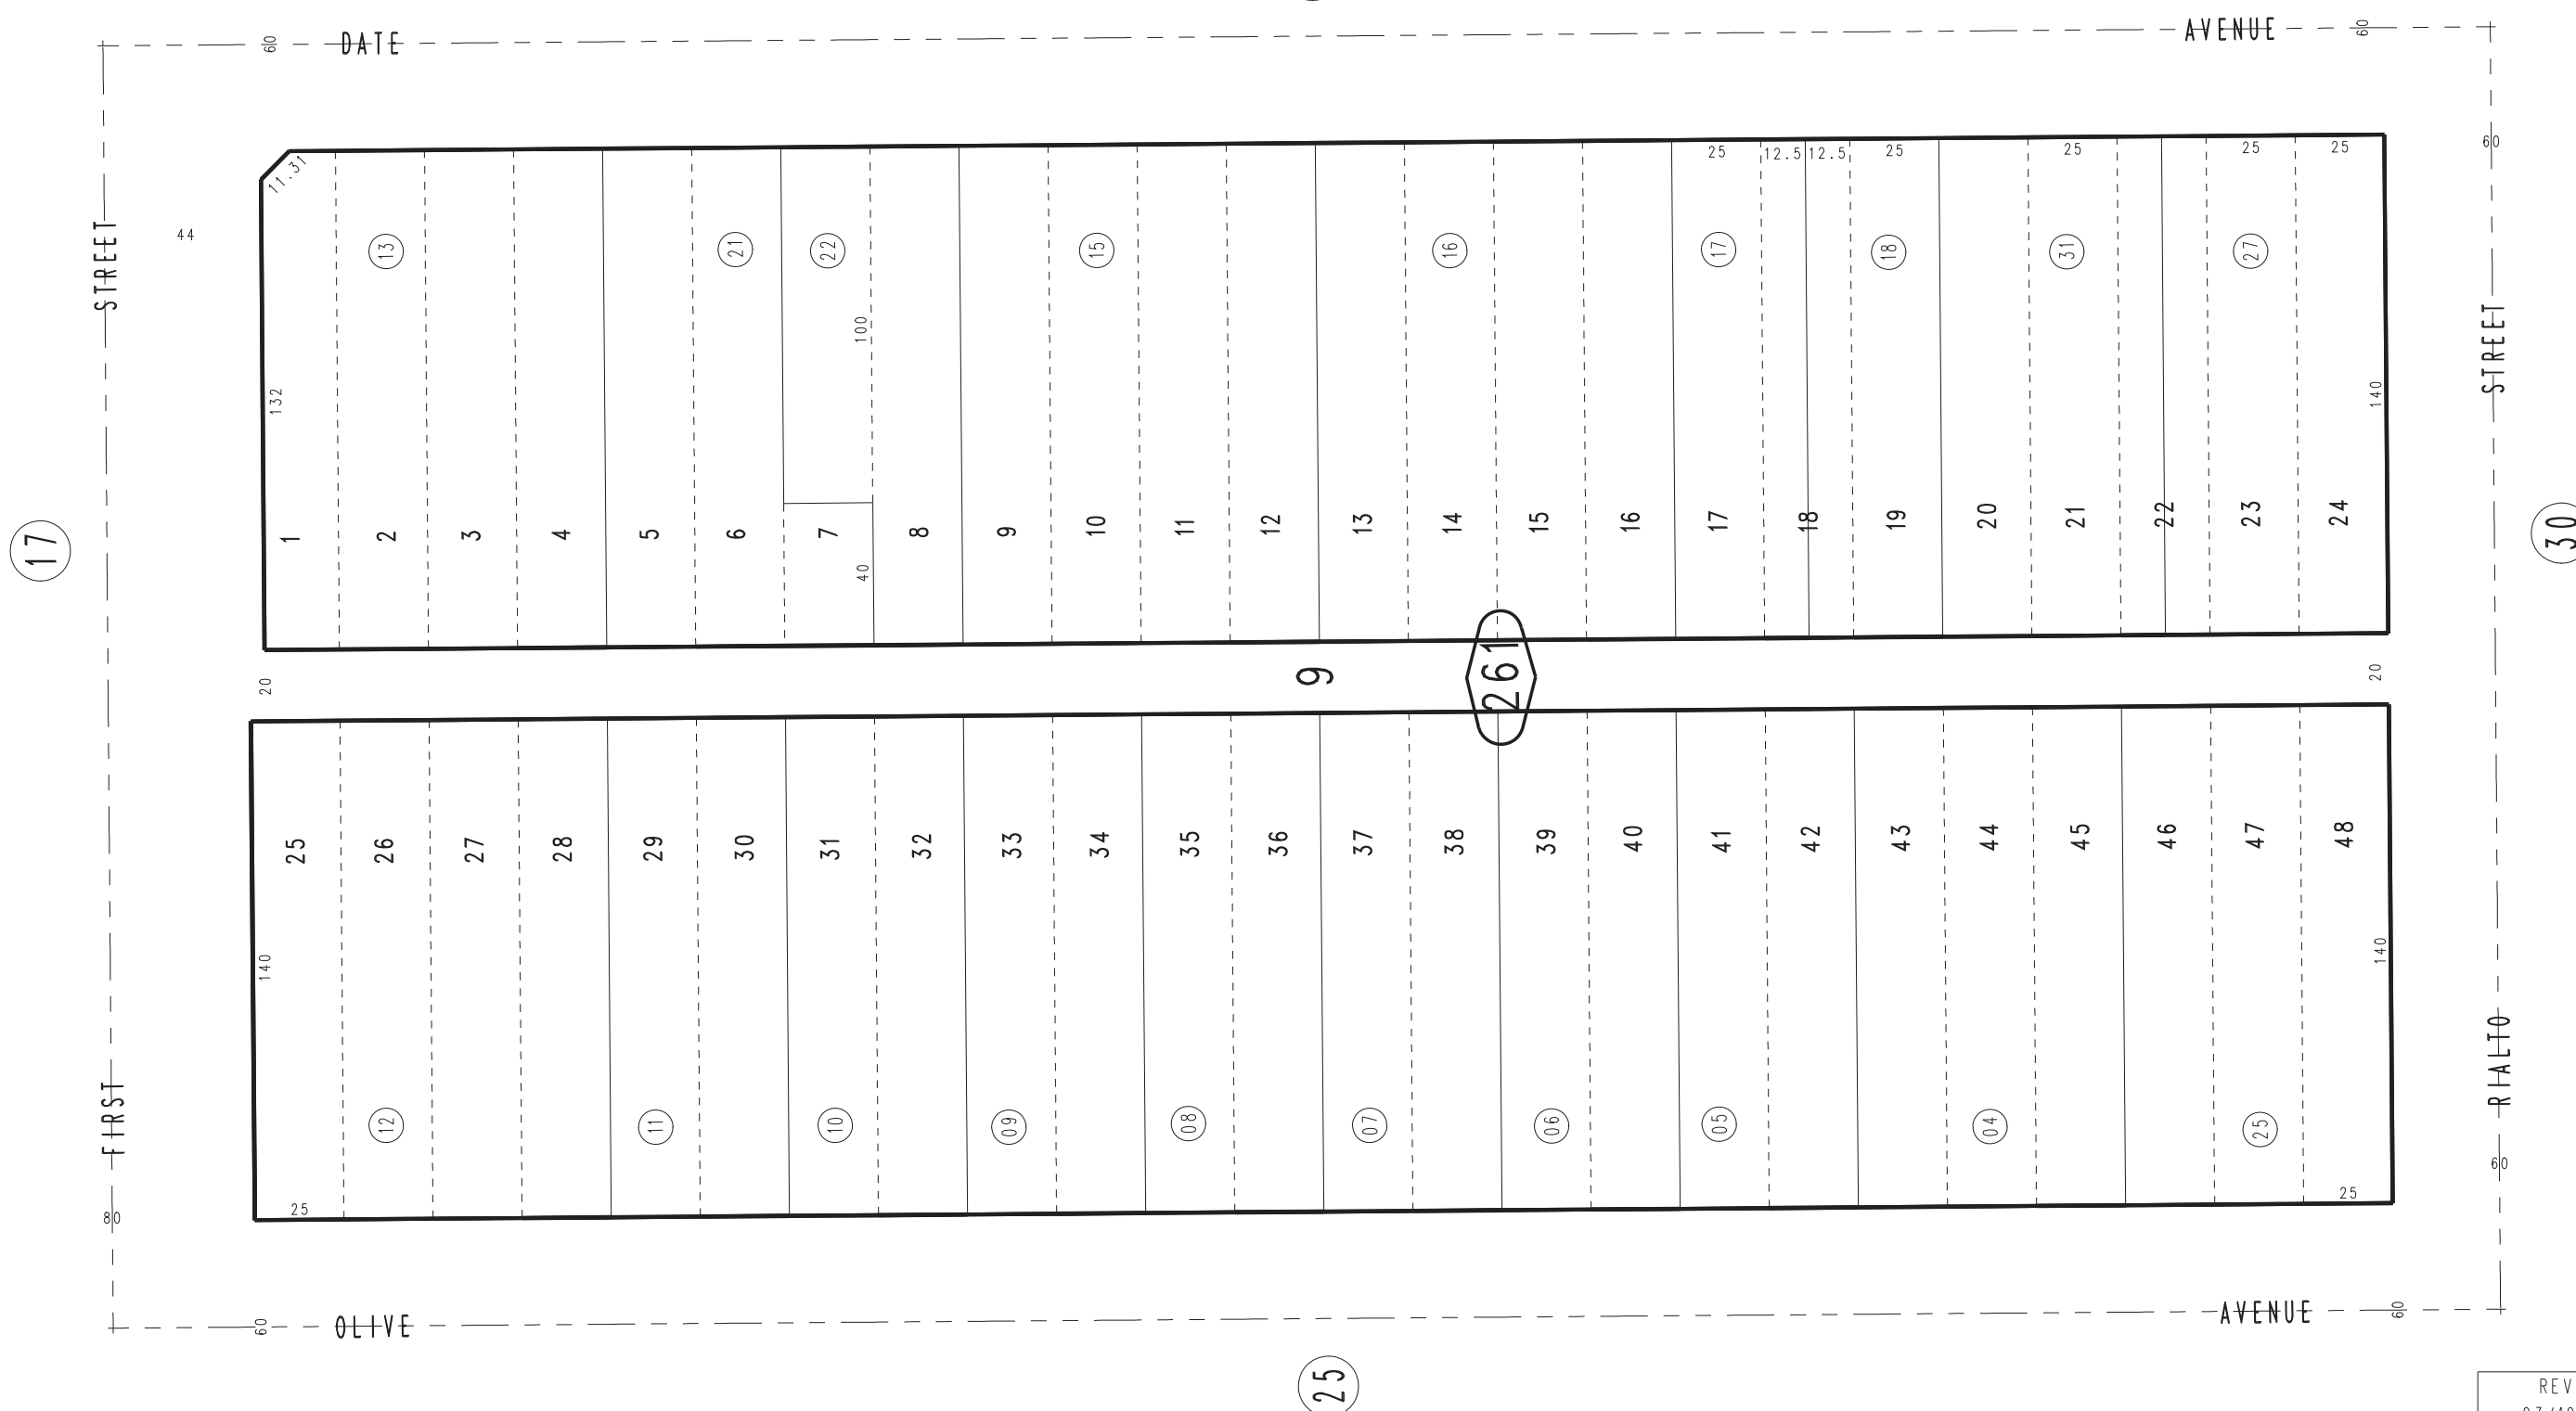 60 DATE AVENUE 60
11.31 25 12.5 12.5 25 25 25 25 60
STREET 44
13 21 22 15 16 17 18 31 27
100
STREET
132 140
17 1 2 3 4 5 6 7 8 9 10 11 12 13 14 15 16 17 18 19 20 21 22 23 24 30
40
20 9 261 20
25 26 27 28 29 30 31 32 33 34 35 36 37 38 39 40 41 42 43 44 45 46 47 48
140 140
FIRST RIALTO
12 11 10 09 08 07 06 05 04 25
60
80 25 25
60 OLIVE AVENUE 60
25
REV